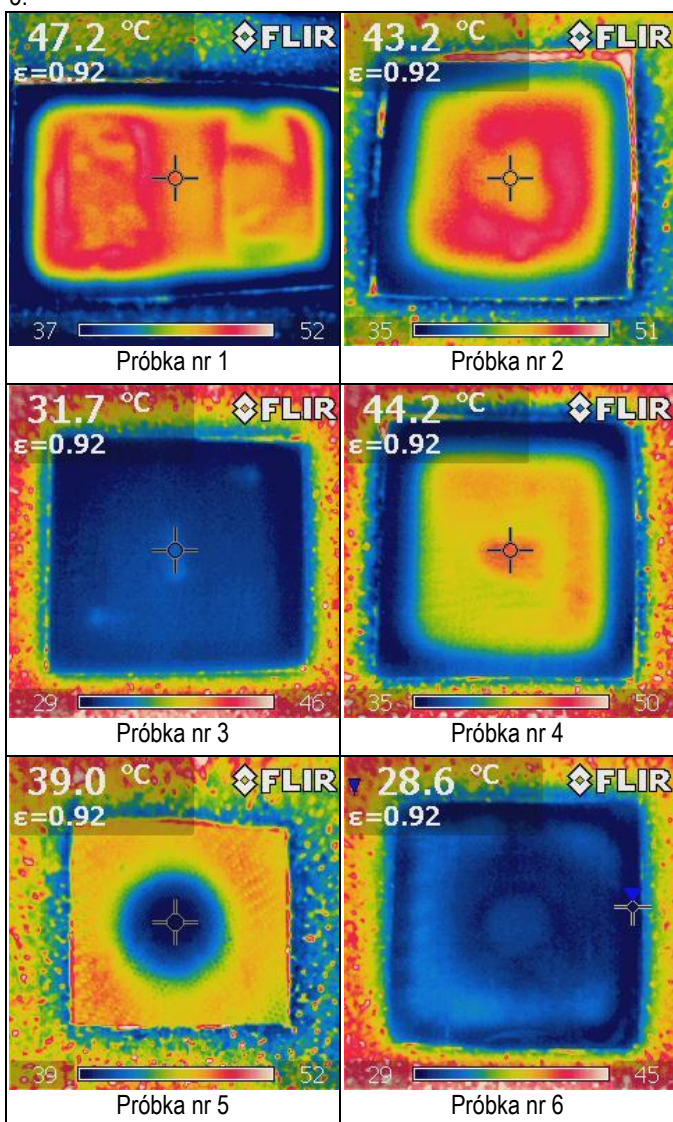 47.2 °C FLIR
ε=0.92
37 52
Próbka nr 1
43.2 °C FLIR
ε=0.92
35 51
Próbka nr 2
31.7 °C FLIR
ε=0.92
29 46
Próbka nr 3
44.2 °C FLIR
ε=0.92
35 50
Próbka nr 4
39.0 °C FLIR
ε=0.92
39 52
Próbka nr 5
28.6 °C FLIR
ε=0.92
29 45
Próbka nr 6